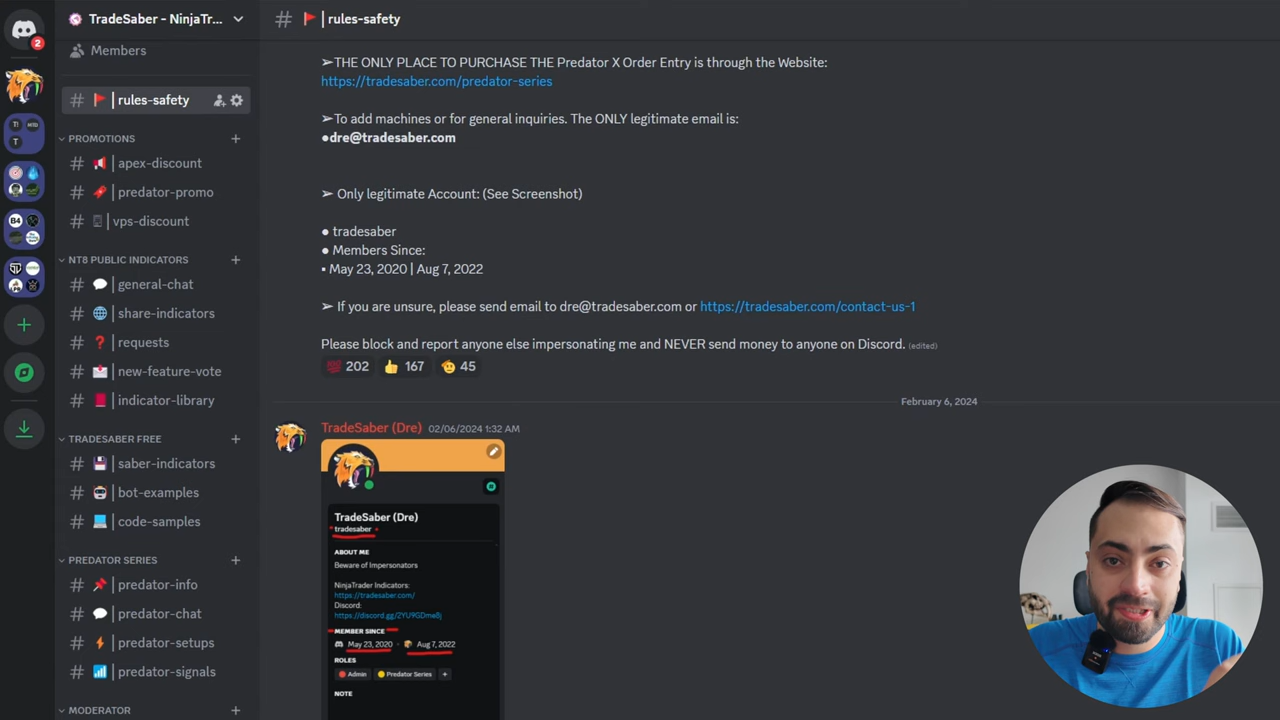 2
TradeSaber - NinjaTr...
Members
rules-safety
PROMOTIONS
apex-discount
predator-promo
vps-discount
NT8 PUBLIC INDICATORS
general-chat
share-indicators
requests
new-feature-vote
indicator-library
TRADESABER FREE
saber-indicators
bot-examples
code-samples
PREDATOR SERIES
predator-info
predator-chat
predator-setups
predator-signals
MODERATOR
# | rules-safety
➢THE ONLY PLACE TO PURCHASE THE Predator X Order Entry is through the Website:
https://tradesaber.com/predator-series
➢To add machines or for general inquiries. The ONLY legitimate email is:
●dre@tradesaber.com
➢ Only legitimate Account: (See Screenshot)
● tradesaber
● Members Since:
▪ May 23, 2020 | Aug 7, 2022
➢ If you are unsure, please send email to dre@tradesaber.com or https://tradesaber.com/contact-us-1
Please block and report anyone else impersonating me and NEVER send money to anyone on Discord. (edited)
202 167 45
February 6, 2024
TradeSaber (Dre) 02/06/2024 1:32 AM
TradeSaber (Dre)
tradesaber
ABOUT ME
Beware of Impersonators
NinjaTrader Indicators:
https://tradesaber.com/
Discord:
https://discord.gg/2YU9GDme8j
MEMBER SINCE
May 23, 2020 • Aug 7, 2022
ROLES
Admin Predator Series +
NOTE